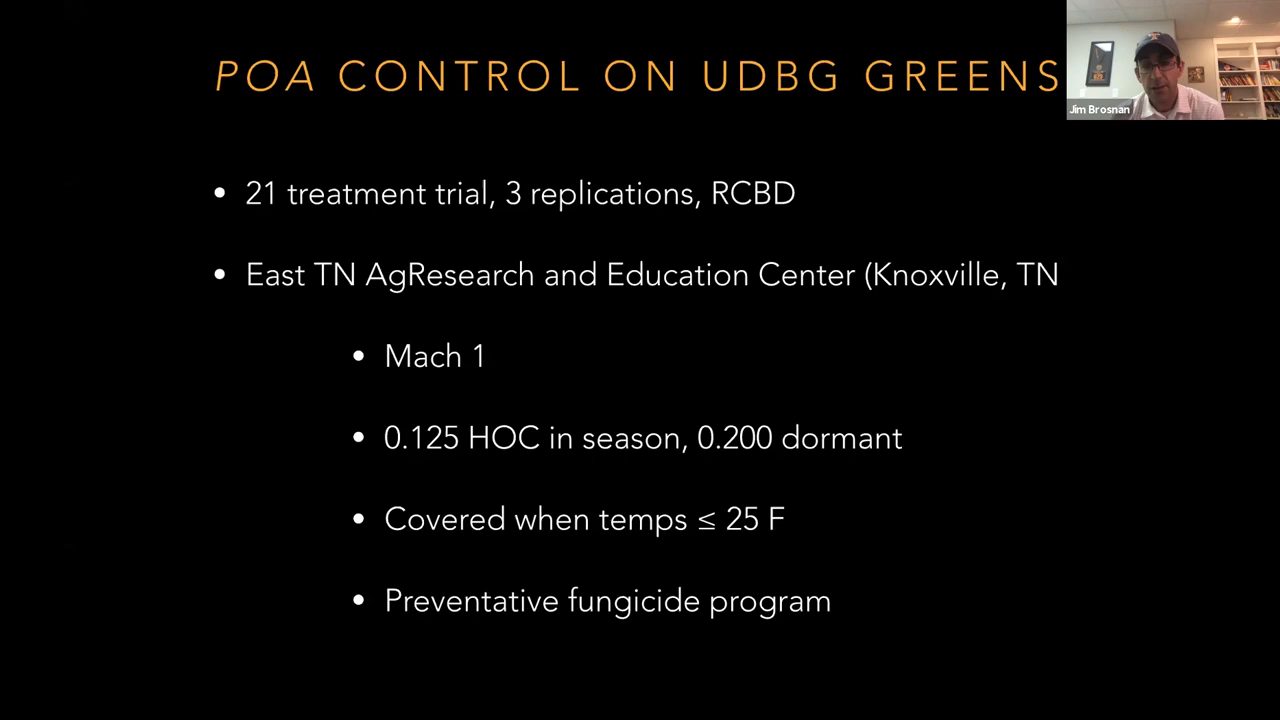 POA CONTROL ON UDBG GREENS
Jim Brosnan
• 21 treatment trial, 3 replications, RCBD
• East TN AgResearch and Education Center (Knoxville, TN
• Mach 1
• 0.125 HOC in season, 0.200 dormant
• Covered when temps ≤ 25 F
• Preventative fungicide program